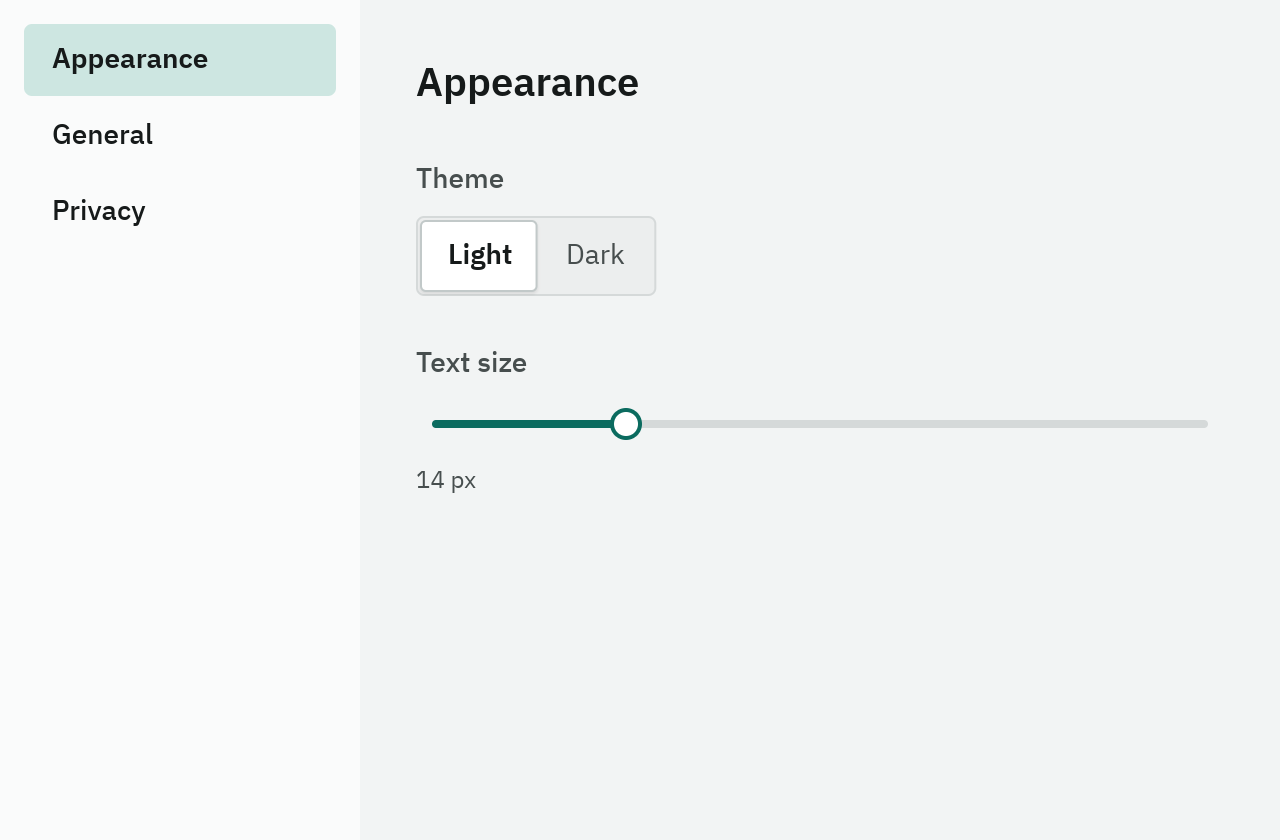 Appearance
General
Privacy
Appearance
Theme
Light Dark
Text size
14 px